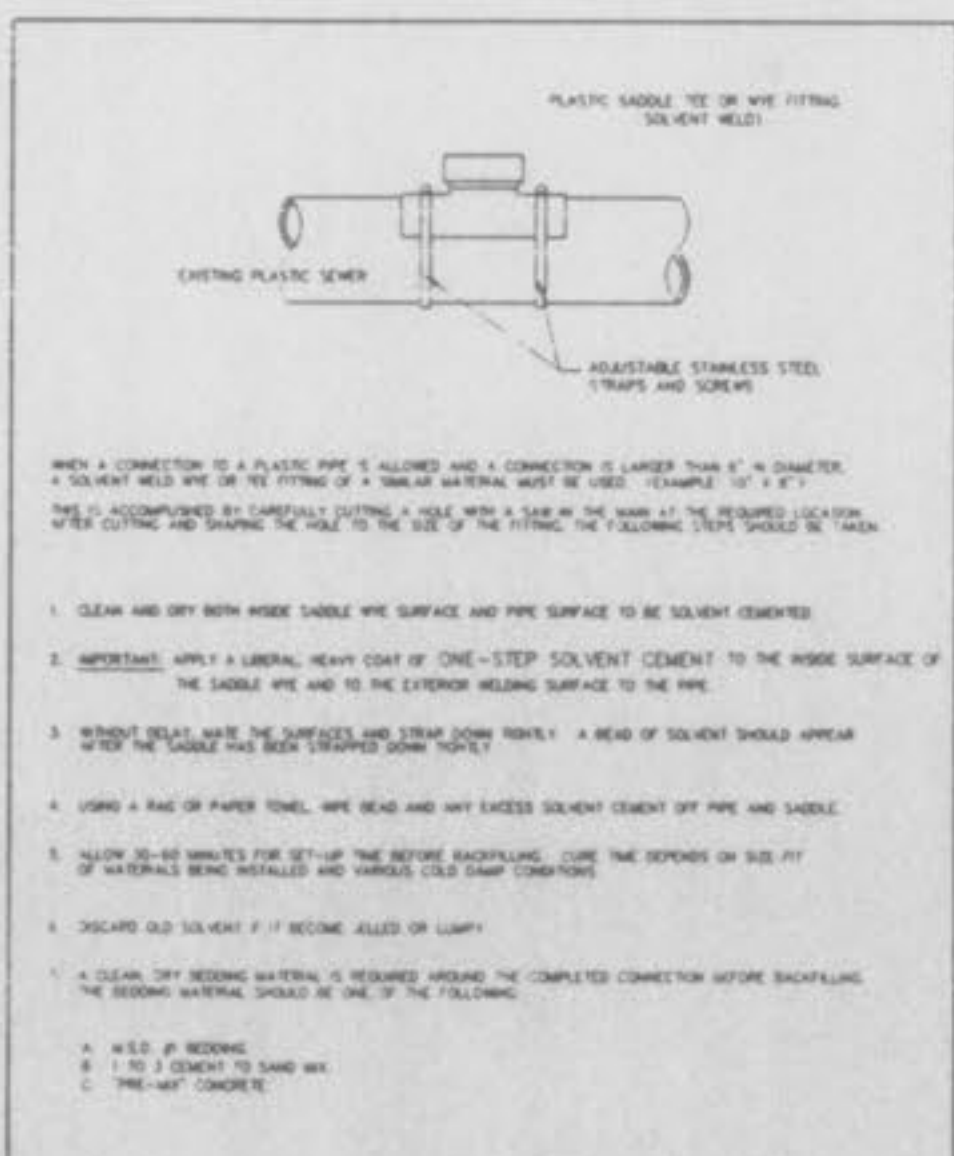 PLASTIC SADDLE TEE OR WYE FITTING
SOLVENT WELD)
EXISTING PLASTIC SEWER
ADJUSTABLE STAINLESS STEEL
STRAPS AND SCREWS
WHEN A CONNECTION TO A PLASTIC PIPE IS ALLOWED AND A CONNECTION IS LARGER THAN 6" IN DIAMETER,
A SOLVENT WELD WYE OR TEE FITTING OF A SIMILAR MATERIAL MUST BE USED. (EXAMPLE: 10" X 8")
THIS IS ACCOMPLISHED BY CAREFULLY CUTTING A HOLE WITH A SAW IN THE MAIN AT THE REQUIRED LOCATION.
AFTER CUTTING AND SHAPING THE HOLE TO THE SIZE OF THE FITTING, THE FOLLOWING STEPS SHOULD BE TAKEN
1. CLEAN AND DRY BOTH INSIDE SADDLE WYE SURFACE AND PIPE SURFACE TO BE SOLVENT CEMENTED.
2. IMPORTANT: APPLY A LIBERAL, HEAVY COAT OF ONE-STEP SOLVENT CEMENT TO THE INSIDE SURFACE OF
THE SADDLE WYE AND TO THE EXTERIOR WELDING SURFACE TO THE PIPE.
3. WITHOUT DELAY, MATE THE SURFACES AND STRAP DOWN TIGHTLY. A BEAD OF SOLVENT SHOULD APPEAR
AFTER THE SADDLE HAS BEEN STRAPPED DOWN TIGHTLY.
4. USING A RAG OR PAPER TOWEL, WIPE BEAD AND ANY EXCESS SOLVENT CEMENT OFF PIPE AND SADDLE.
5. ALLOW 30-60 MINUTES FOR SET-UP TIME BEFORE BACKFILLING. CURE TIME DEPENDS ON SIZE FIT
OF MATERIALS BEING INSTALLED AND VARIOUS COLD DAMP CONDITIONS.
6. DISCARD OLD SOLVENT IF IT BECOME JELLED OR LUMPY.
7. A CLEAN, DRY BEDDING MATERIAL IS REQUIRED AROUND THE COMPLETED CONNECTION BEFORE BACKFILLING.
THE BEDDING MATERIAL SHOULD BE ONE OF THE FOLLOWING
A. M.S.D. BEDDING
B. 1 TO 3 CEMENT TO SAND MIX.
C. "PRE-MIX" CONCRETE